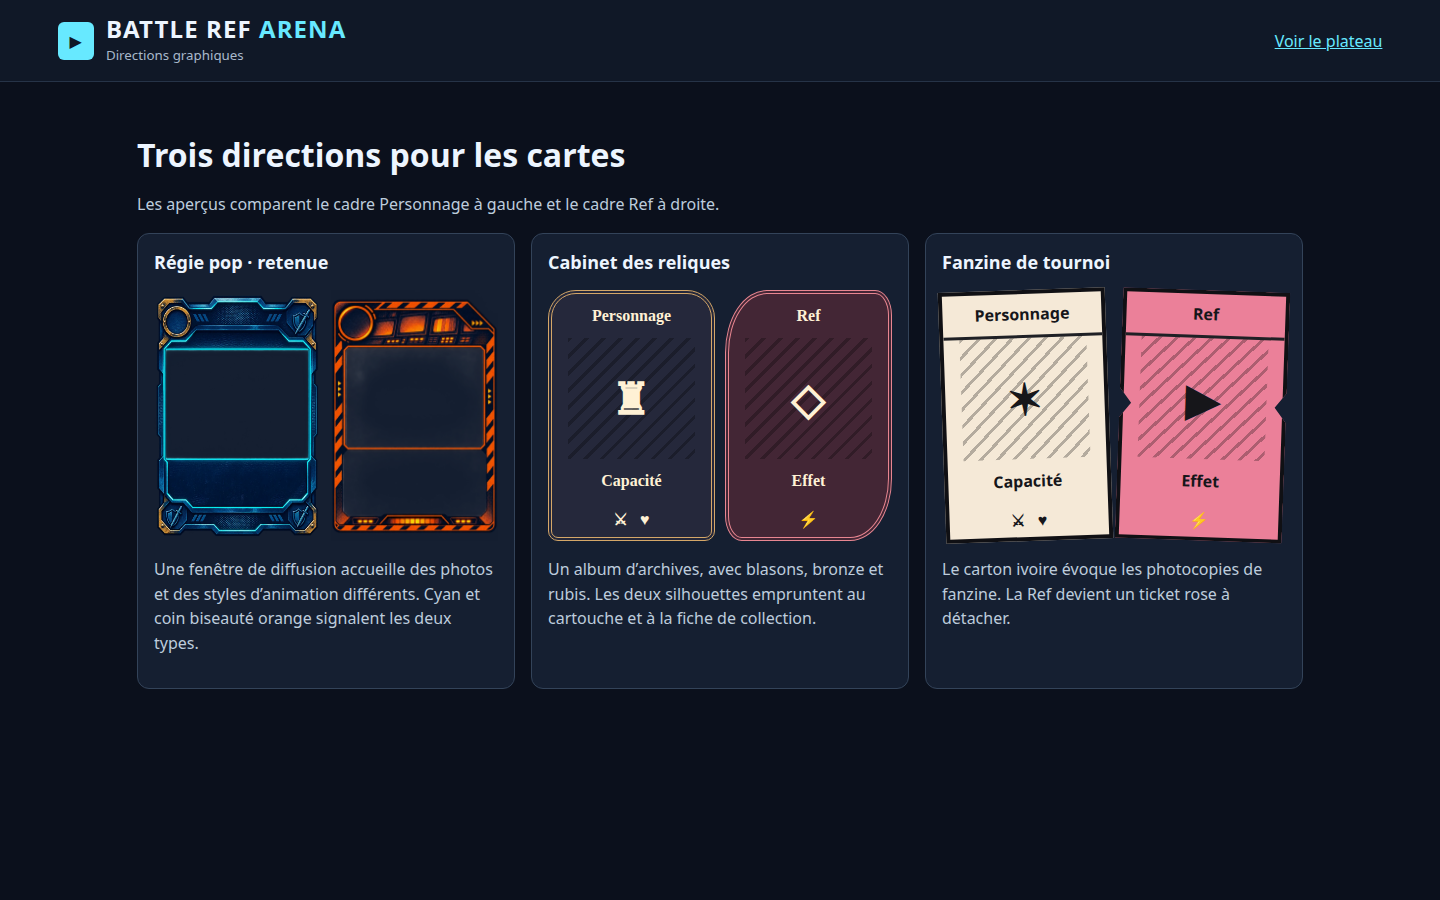 BATTLE REF ARENA
Directions graphiques
Voir le plateau
Trois directions pour les cartes
Les aperçus comparent le cadre Personnage à gauche et le cadre Ref à droite.
Régie pop · retenue
Une fenêtre de diffusion accueille des photos
et des styles d’animation différents. Cyan et
coin biseauté orange signalent les deux
types.
Cabinet des reliques
Personnage
Capacité
Ref
Effet
Un album d’archives, avec blasons, bronze et
rubis. Les deux silhouettes empruntent au
cartouche et à la fiche de collection.
Fanzine de tournoi
Personnage
Capacité
Ref
Effet
Le carton ivoire évoque les photocopies de
fanzine. La Ref devient un ticket rose à
détacher.